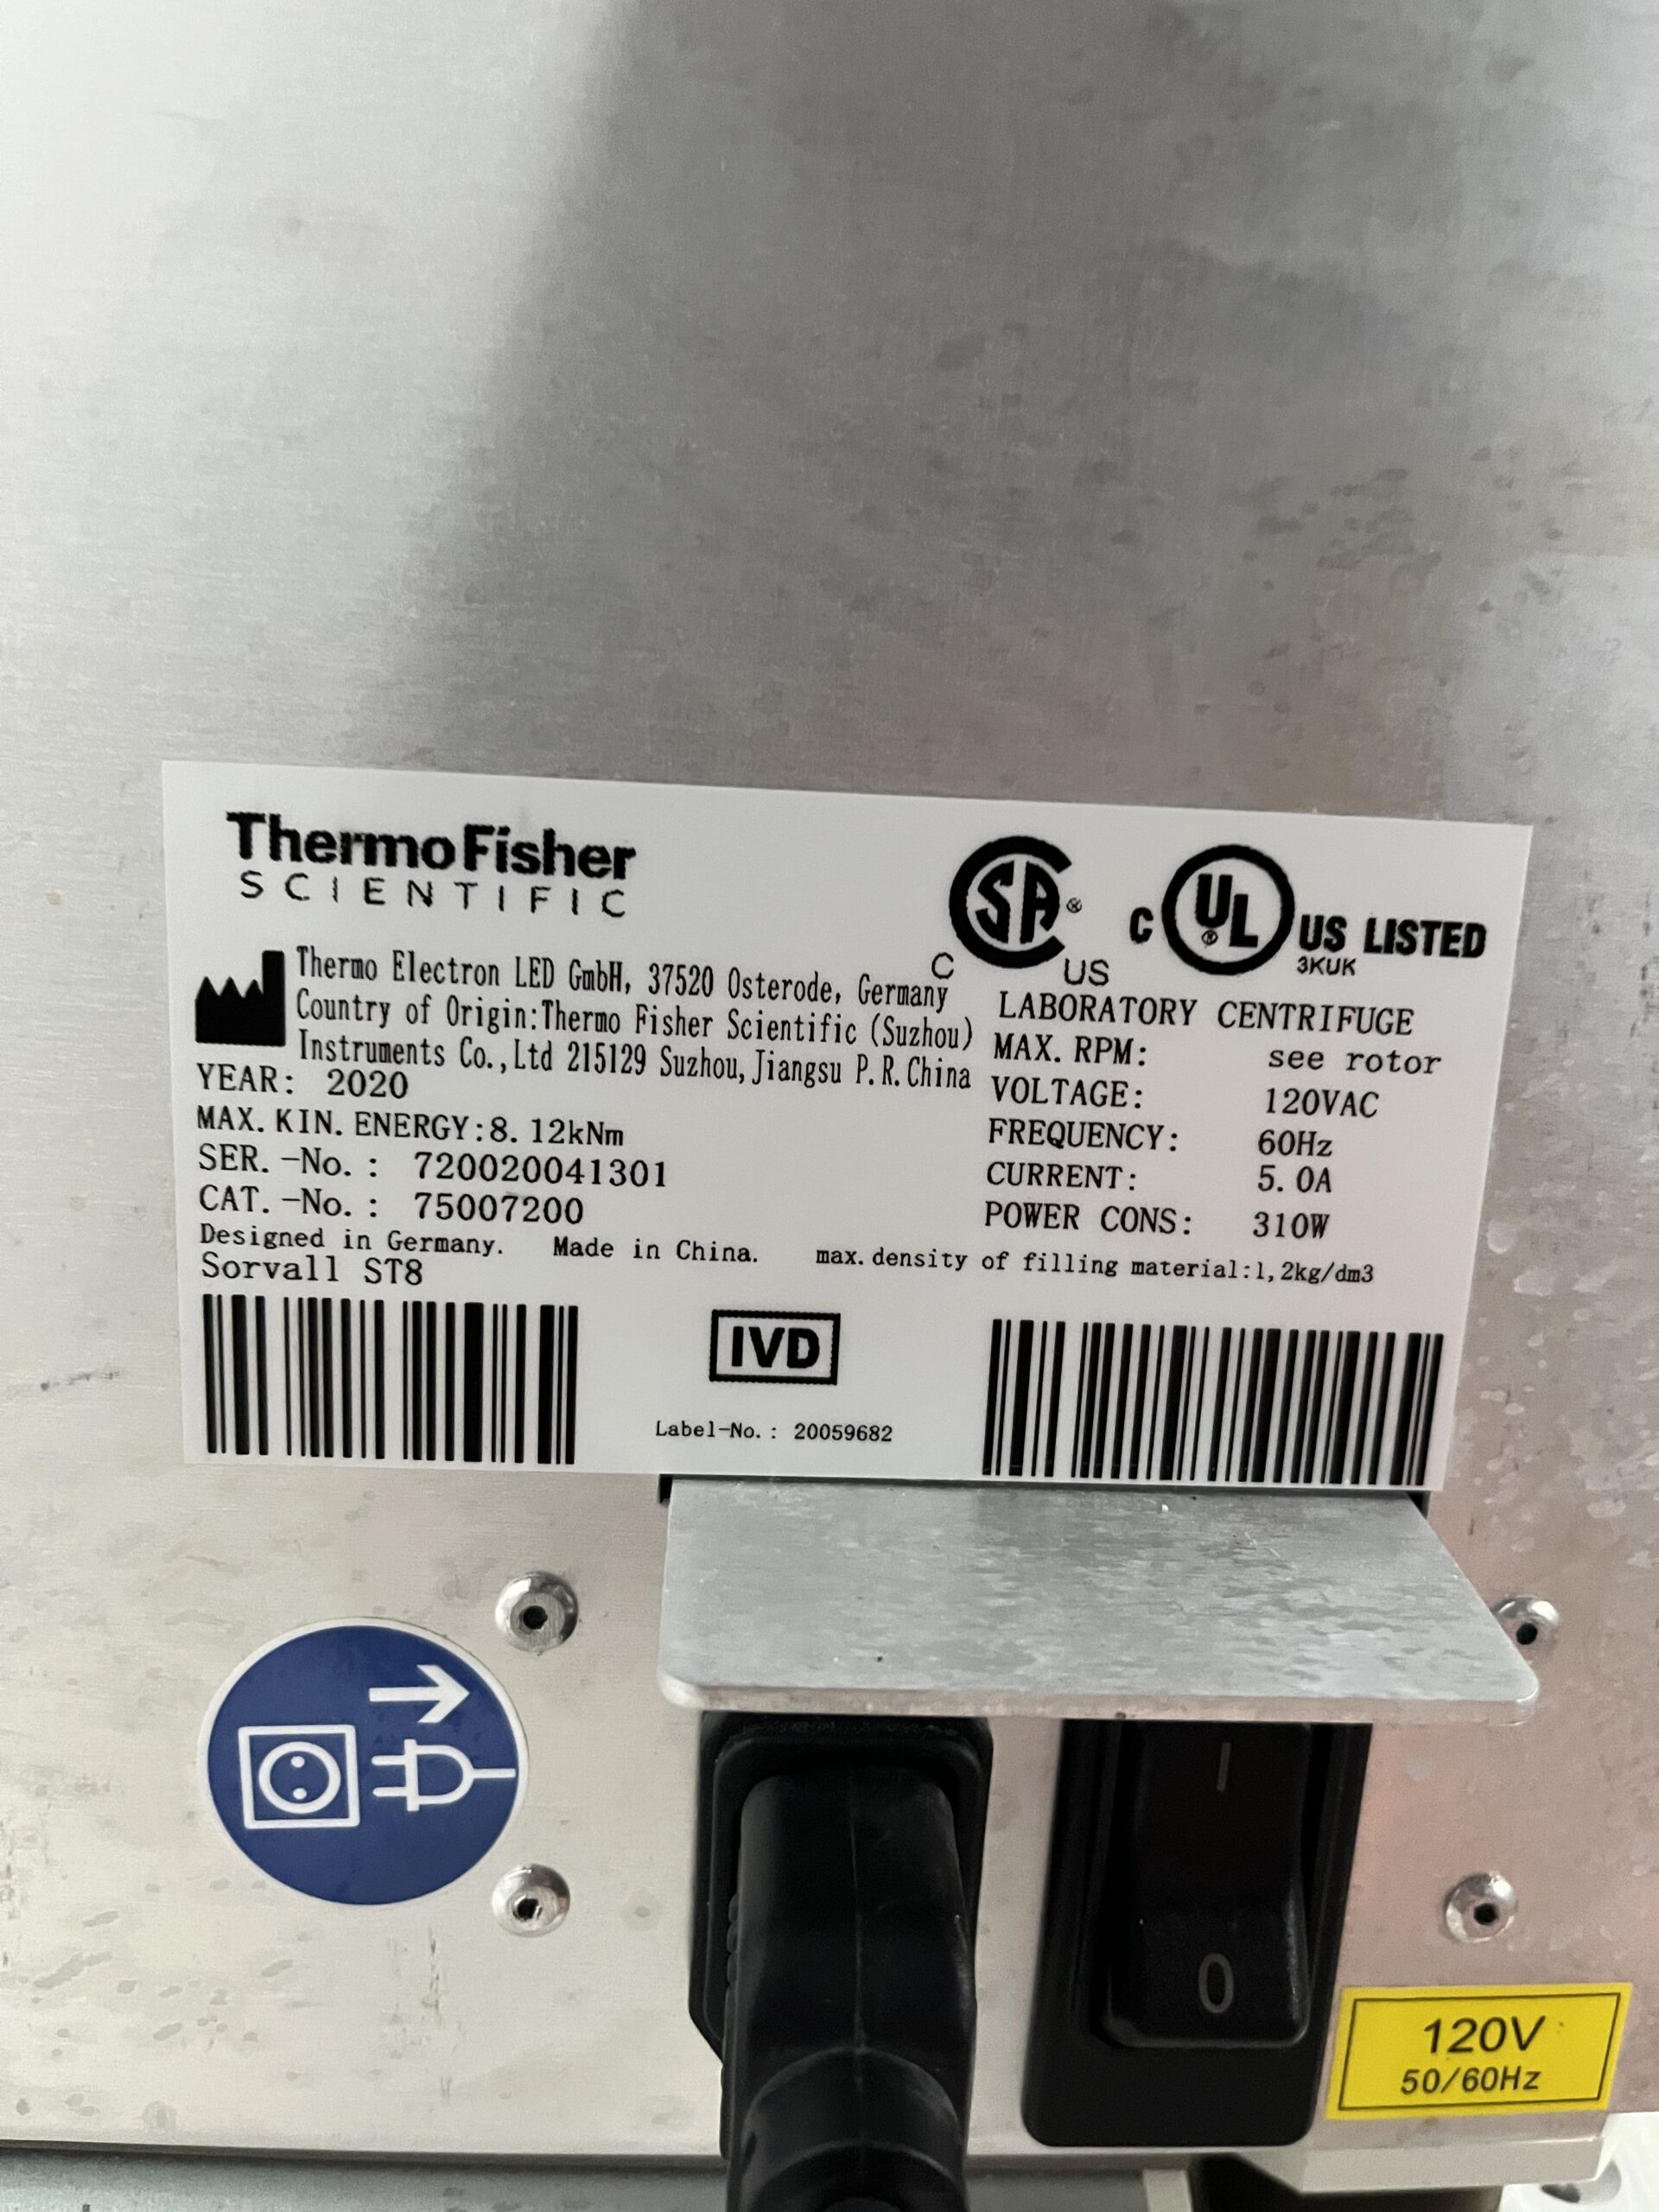 ThermoFisher
SCIENTIFIC
Thermo Electron LED GmbH, 37520 Osterode, Germany
Country of Origin:Thermo Fisher Scientific (Suzhou)
Instruments Co.,Ltd 215129 Suzhou,Jiangsu P.R.China
YEAR: 2020
MAX. KIN. ENERGY:8.12kNm
SER.-No.: 720020041301
CAT.-No.: 75007200
Designed in Germany. Made in China.
Sorvall ST8
C SA® US
C UL® US LISTED
3KUK
LABORATORY CENTRIFUGE
MAX. RPM: see rotor
VOLTAGE: 120VAC
FREQUENCY: 60Hz
CURRENT: 5.0A
POWER CONS: 310W
max.density of filling material:1,2kg/dm3
IVD
Label-No.: 20059682
I
O
120V
50/60Hz